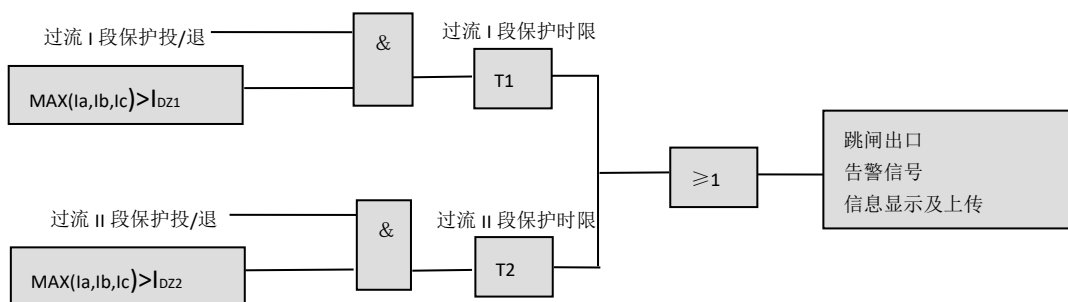 过流 I 段保护投/退
&
过流 I 段保护时限
MAX(Ia,Ib,Ic)>IDZ1
T1
≥1
跳闸出口
告警信号
信息显示及上传
过流 II 段保护投/退
&
过流 II 段保护时限
MAX(Ia,Ib,Ic)>IDZ2
T2